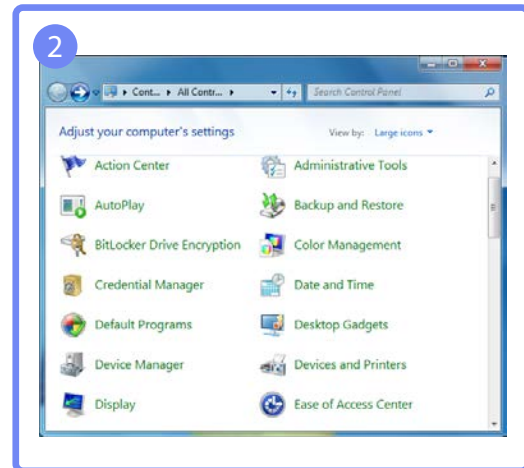 2
Cont... All Contr...
Search Control Panel
Adjust your computer's settings
View by: Large icons
Action Center
Administrative Tools
AutoPlay
Backup and Restore
BitLocker Drive Encryption
Color Management
Credential Manager
Date and Time
Default Programs
Desktop Gadgets
Device Manager
Devices and Printers
Display
Ease of Access Center